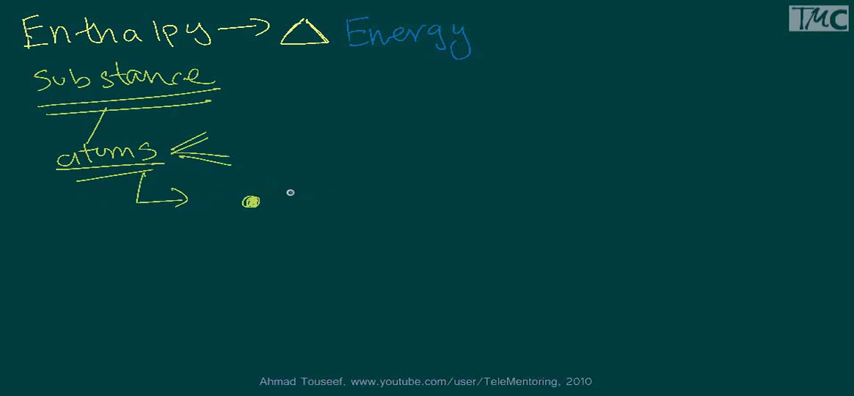 TMC
Enthalpy → △ Energy
substance
atoms
Ahmad Touseef, www.youtube.com/user/TeleMentoring, 2010